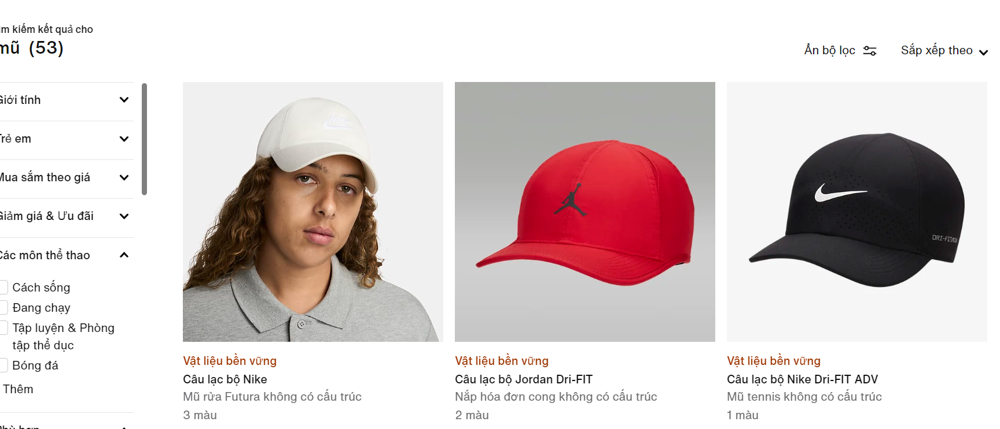 m kiếm kết quả cho
mũ (53)
Ẩn bộ lọc
Sắp xếp theo
Giới tính
Trẻ em
Mua sắm theo giá
Giảm giá & Ưu đãi
Các môn thể thao
Cách sống
Đang chạy
Tập luyện & Phòng
tập thể dục
Bóng đá
Thêm
DRI-FIT ADV
Vật liệu bền vững
Câu lạc bộ Nike
Mũ rửa Futura không có cấu trúc
3 màu
Vật liệu bền vững
Câu lạc bộ Jordan Dri-FIT
Nắp hóa đơn cong không có cấu trúc
2 màu
Vật liệu bền vững
Câu lạc bộ Nike Dri-FIT ADV
Mũ tennis không có cấu trúc
1 màu